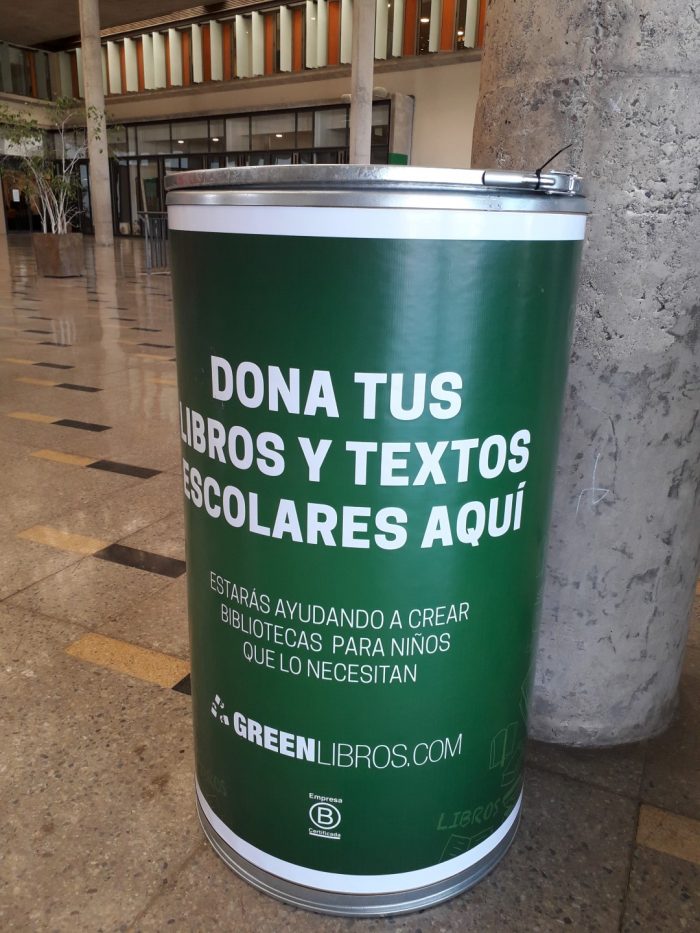 DONA TUS
LIBROS Y TEXTOS
ESCOLARES AQUÍ
ESTARÁS AYUDANDO A CREAR
BIBLIOTECAS PARA NIÑOS
QUE LO NECESITAN
GREENLIBROS.COM
Empresa
B
Certificada
LIBROS